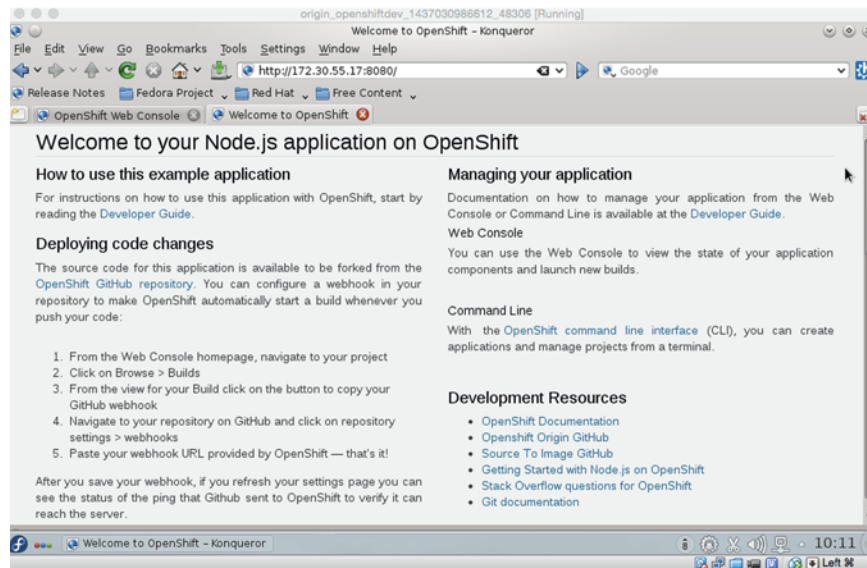 origin_openshiftdev_1437030986612_48306 [Running]
Welcome to OpenShift – Konqueror
File Edit View Go Bookmarks Tools Settings Window Help
http://172.30.55.17:8080/
Google
Release Notes Fedora Project Red Hat Free Content
OpenShift Web Console
Welcome to OpenShift
Welcome to your Node.js application on OpenShift
How to use this example application
For instructions on how to use this application with OpenShift, start by
reading the Developer Guide.
Deploying code changes
The source code for this application is available to be forked from the
OpenShift GitHub repository. You can configure a webhook in your
repository to make OpenShift automatically start a build whenever you
push your code:
1. From the Web Console homepage, navigate to your project
2. Click on Browse > Builds
3. From the view for your Build click on the button to copy your
GitHub webhook
4. Navigate to your repository on GitHub and click on repository
settings > webhooks
5. Paste your webhook URL provided by OpenShift — that's it!
After you save your webhook, if you refresh your settings page you can
see the status of the ping that Github sent to OpenShift to verify it can
reach the server.
Managing your application
Documentation on how to manage your application from the Web
Console or Command Line is available at the Developer Guide.
Web Console
You can use the Web Console to view the state of your application
components and launch new builds.
Command Line
With the OpenShift command line interface (CLI), you can create
applications and manage projects from a terminal.
Development Resources
• OpenShift Documentation
• Openshift Origin GitHub
• Source To Image GitHub
• Getting Started with Node.js on OpenShift
• Stack Overflow questions for OpenShift
• Git documentation
Welcome to OpenShift – Konqueror
10:11
Left ⌘